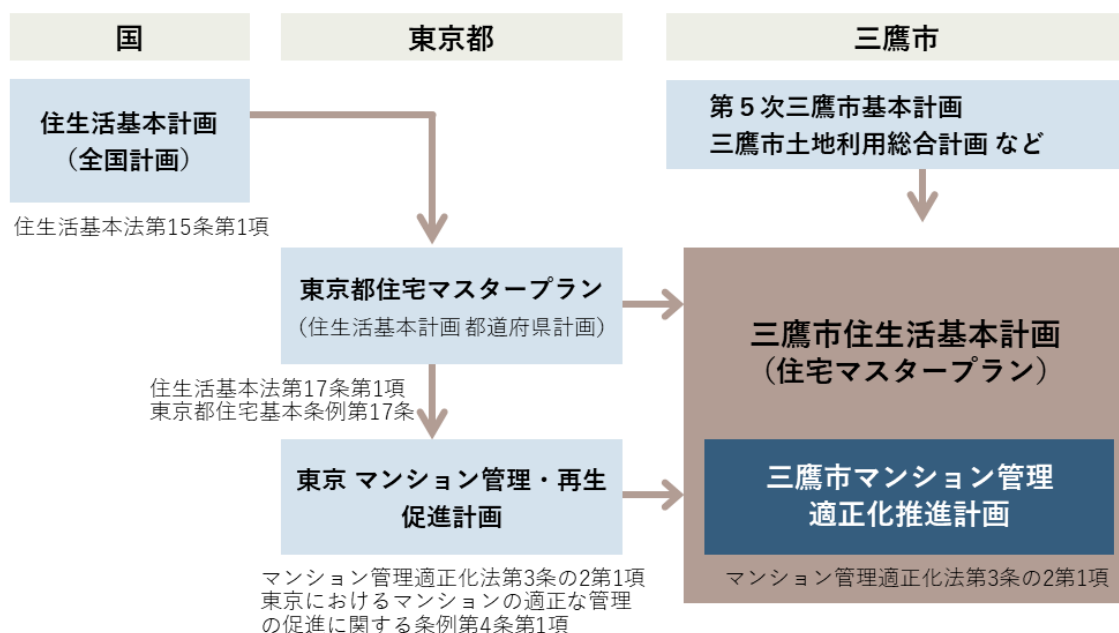 国
東京都
三鷹市
住生活基本計画
（全国計画）
住生活基本法第15条第1項
第５次三鷹市基本計画
三鷹市土地利用総合計画 など
東京都住宅マスタープラン
（住生活基本計画 都道府県計画）
住生活基本法第17条第1項
東京都住宅基本条例第17条
三鷹市住生活基本計画
（住宅マスタープラン）
東京 マンション管理・再生
促進計画
マンション管理適正化法第3条の2第1項
東京におけるマンションの適正な管理
の促進に関する条例第4条第1項
三鷹市マンション管理
適正化推進計画
マンション管理適正化法第3条の2第1項